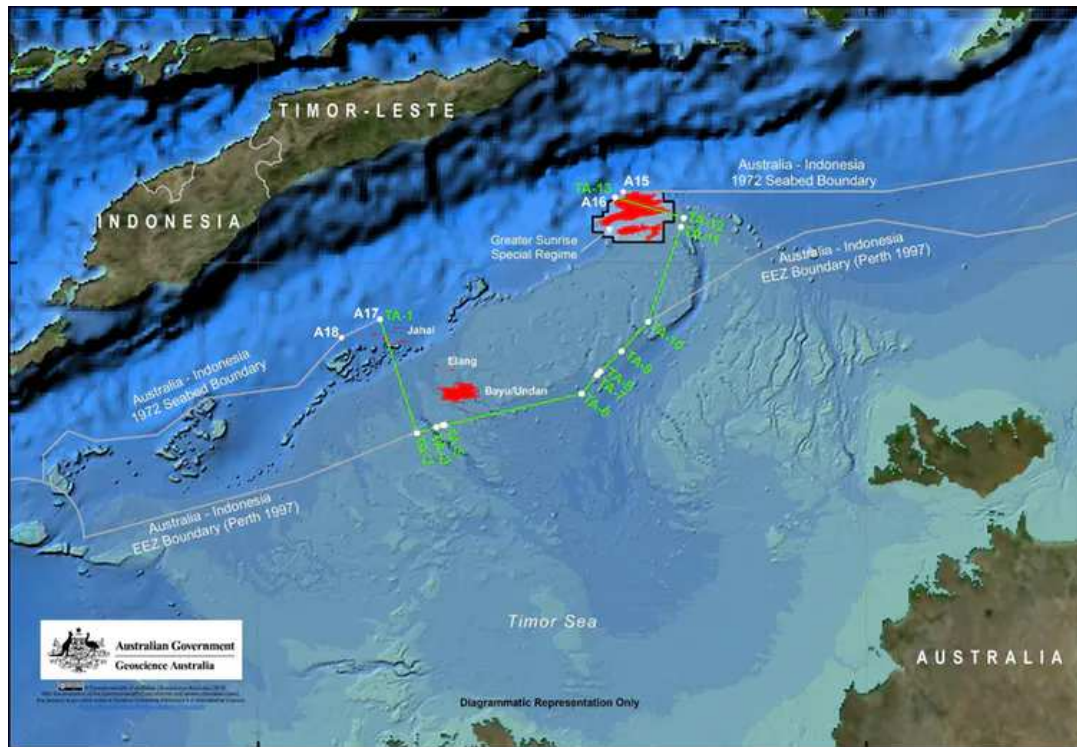 TIMOR-LESTE
INDONESIA
Australia - Indonesia
1972 Seabed Boundary
TA-13
A15
A16
TA-12
TA-11
Greater Sunrise
Special Regime
Australia - Indonesia
EEZ Boundary (Perth 1997)
A17
TA-1
A18
Jahal
TA-10
Elang
TA-9
Bayu/Undan
TA-8
TA-7
TA-6
Australia - Indonesia
1972 Seabed Boundary
Australia - Indonesia
EEZ Boundary (Perth 1997)
Timor Sea
AUSTRALIA
Australian Government
Geoscience Australia
Diagrammatic Representation Only